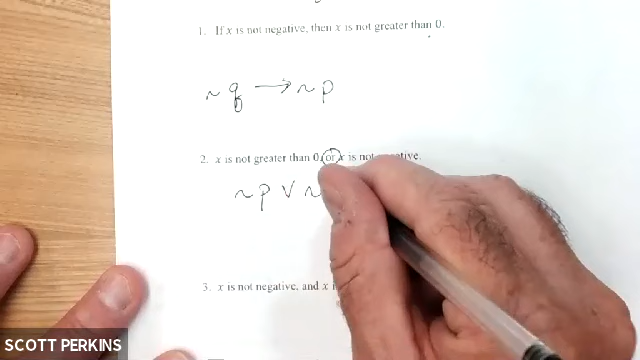 1. If x is not negative, then x is not greater than 0.
~q → ~p
2. x is not greater than 0, or x is not negative.
~p ∨ ~
3. x is not negative, and x
SCOTT PERKINS